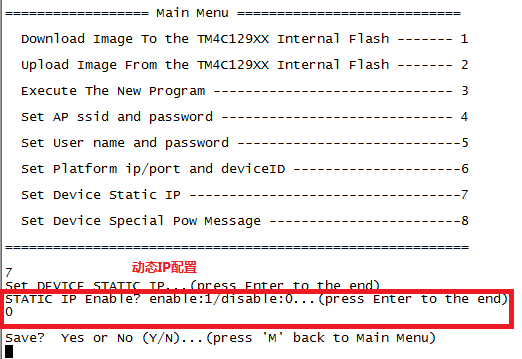 =================== Main Menu ============================
Download Image To the TM4C129XX Internal Flash ------- 1
Upload Image From the TM4C129XX Internal Flash ------- 2
Execute The New Program ------------------------------ 3
Set AP ssid and password ----------------------------- 4
Set User name and password ----------------------------5
Set Platform ip/port and deviceID ---------------------6
Set Device Static IP ----------------------------------7
Set Device Special Pow Message ------------------------8
==========================================================
动态IP配置
7
Set DEVICE STATIC IP...(press Enter to the end)
STATIC IP Enable? enable:1/disable:0...(press Enter to the end)
0
Save?  Yes or No (Y/N)...(press 'M' back to Main Menu)